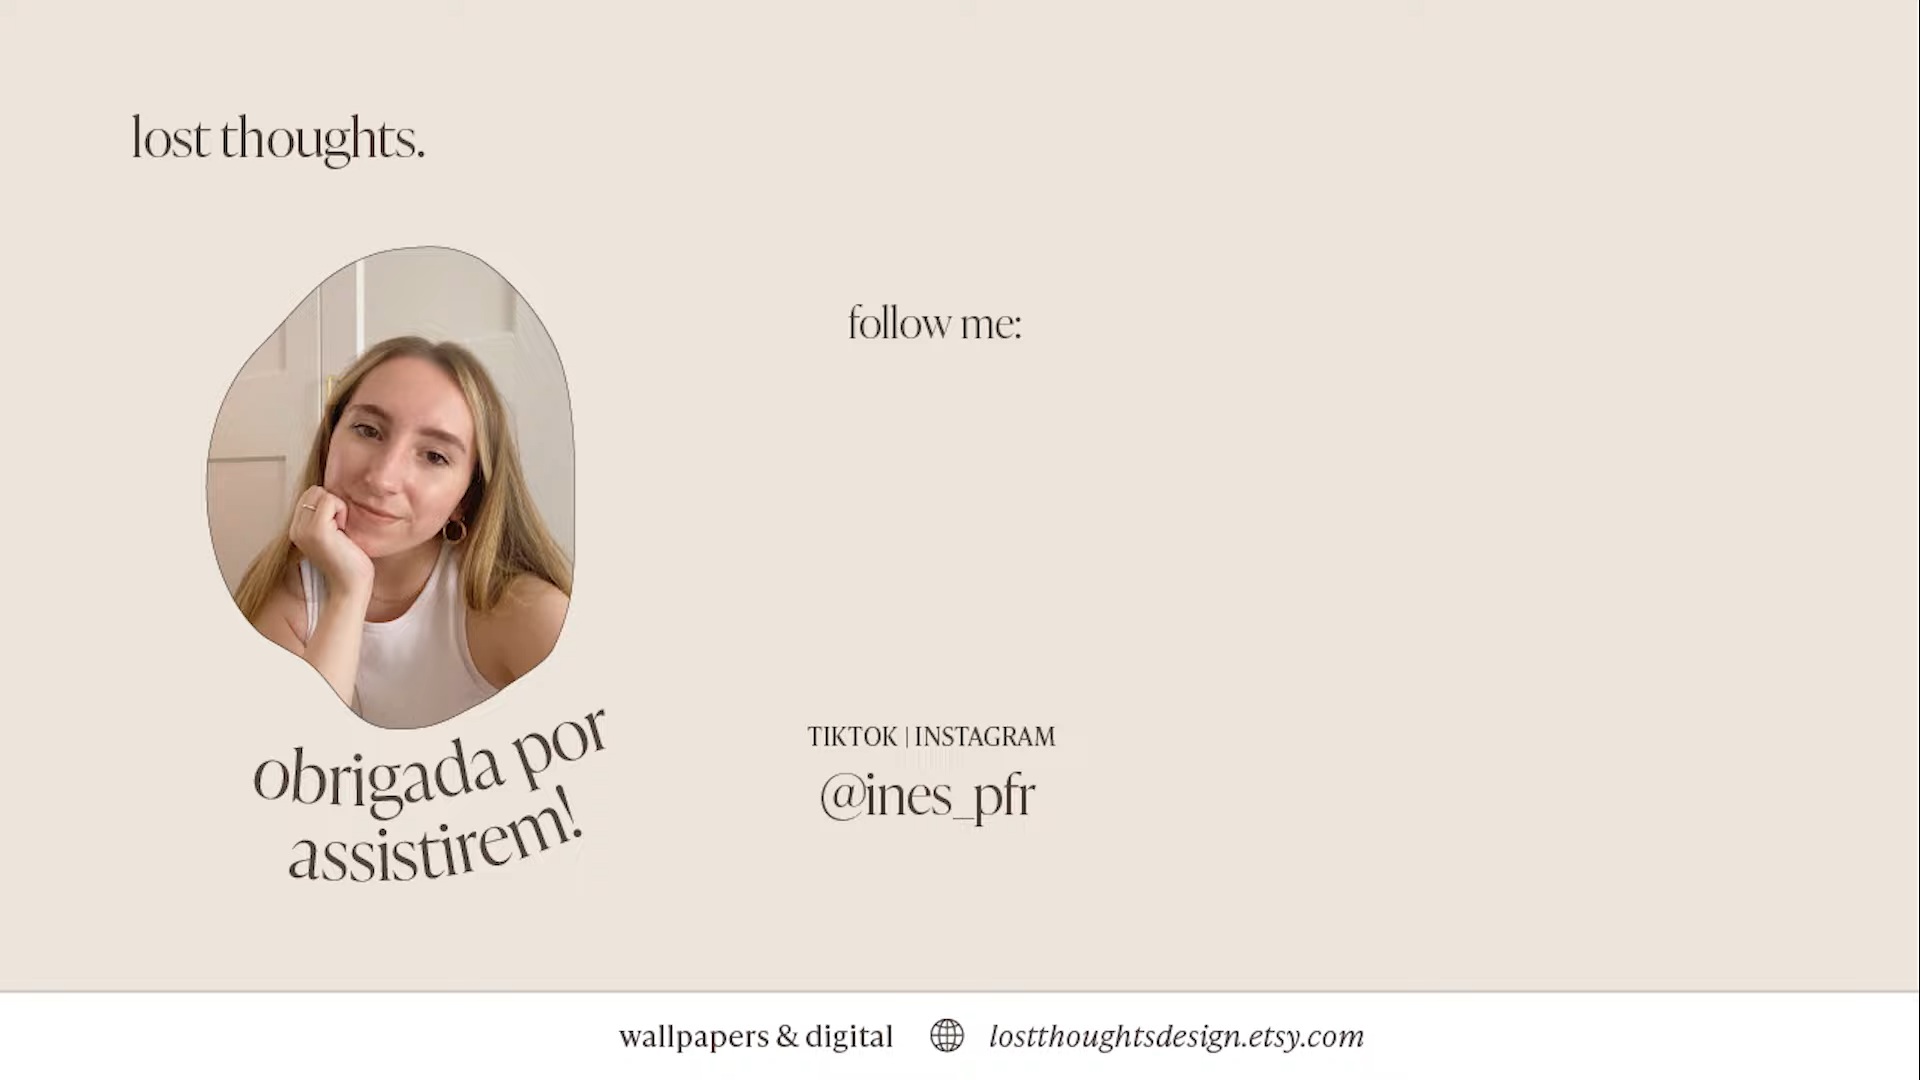 lost thoughts.
follow me:
obrigada por
assistirem!
TIKTOK | INSTAGRAM
@ines_pfr
wallpapers & digital
lostthoughtsdesign.etsy.com